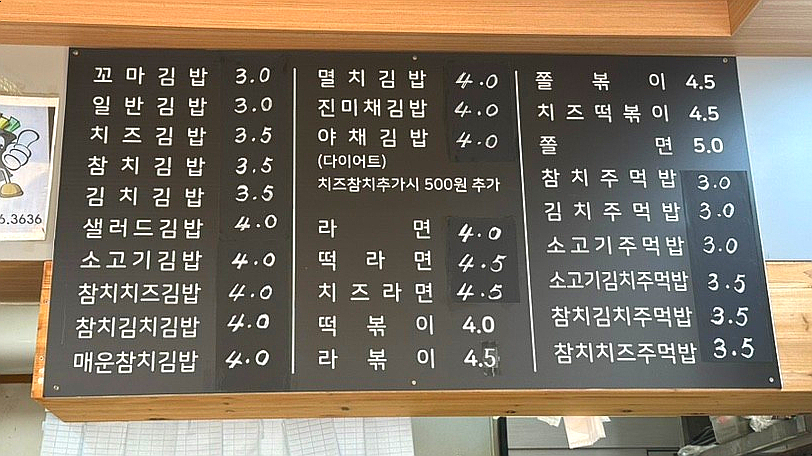 꼬마김밥 3.0
일반김밥 3.0
치즈김밥 3.5
참치김밥 3.5
김치김밥 3.5
샐러드김밥 4.0
소고기김밥 4.0
참치치즈김밥 4.0
참치김치김밥 4.0
매운참치김밥 4.0
멸치김밥 4.0
진미채김밥 4.0
야채김밥 4.0
(다이어트)
치즈참치추가시 500원 추가
라면 4.0
떡라면 4.5
치즈라면 4.5
떡볶이 4.0
라볶이 4.5
쫄볶이 4.5
치즈떡볶이 4.5
쫄면 5.0
참치주먹밥 3.0
김치주먹밥 3.0
소고기주먹밥 3.0
소고기김치주먹밥 3.5
참치김치주먹밥 3.5
참치치즈주먹밥 3.5
6.3636